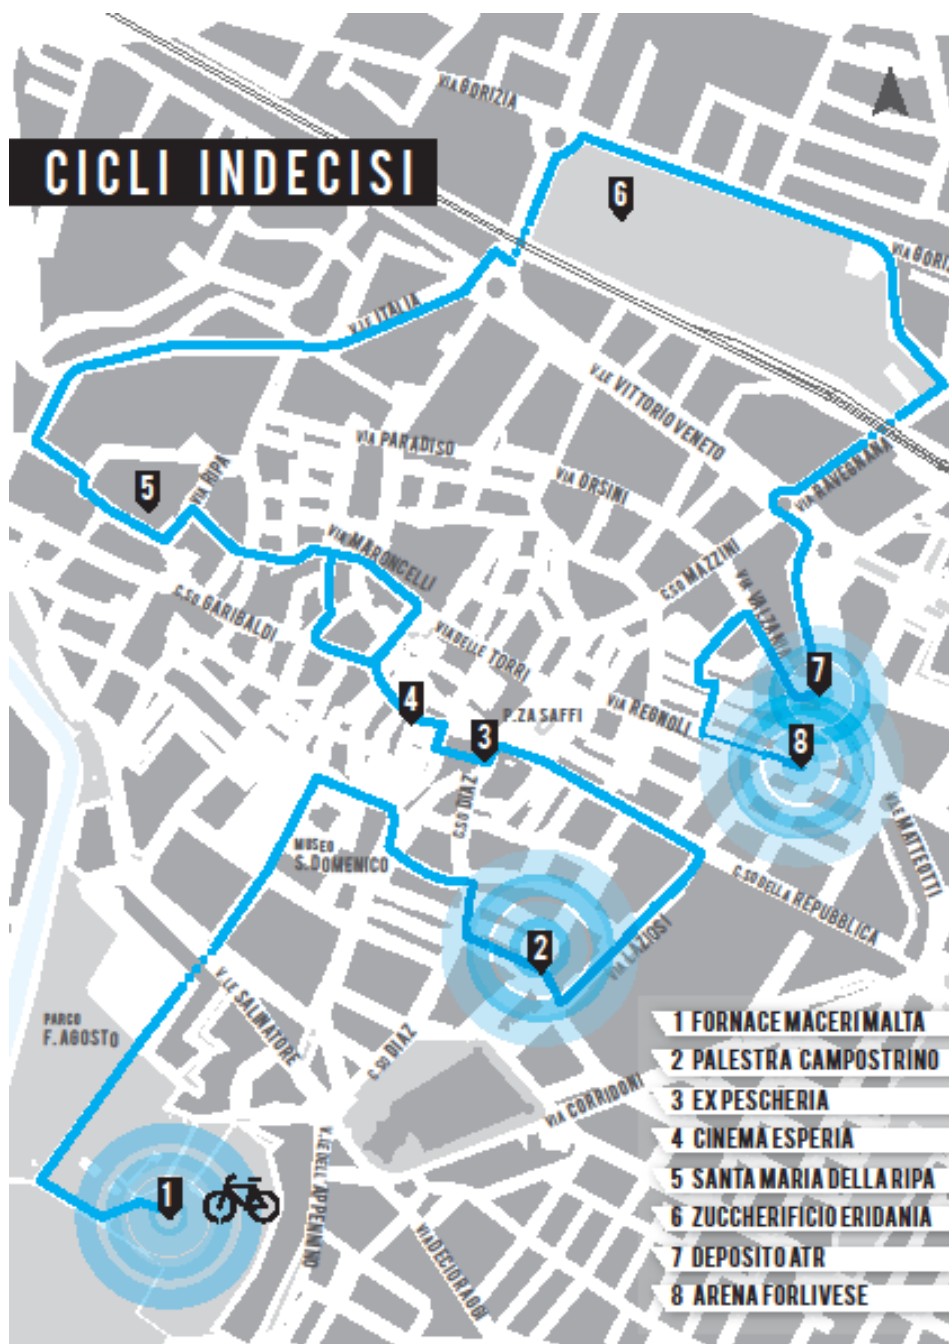 VIA GORIZIA
CICLI INDECISI
6
VIA GORIZ
V.LE ITALIA
V.LE VITTORIO VENETO
VIA PARADISO
VIA RIPA
5
VIA ORSINI
VIA RAVEGNANA
VIA MARONCELLI
C.SO MAZZINI
VIA VALZANIA
C.SO GARIBALDI
VIA DELLE TORRI
7
4
VIA REGNOLI
P.ZA SAFFI
3
8
C.SO DIAZ
V.LE MATTEOTTI
MUSEO
S.DOMENICO
C.SO DELLA REPUBBLICA
2
VIA LAZIOSI
V.LE SALINATORE
PARCO
F. AGOSTO
C.SO DIAZ
VIA CORRIDONI
V.LE DELL'APPENNINO
1
VIA DECIO RAGGI
1 FORNACE MACERI MALTA
2 PALESTRA CAMPOSTRINO
3 EX PESCHERIA
4 CINEMA ESPERIA
5 SANTA MARIA DELLA RIPA
6 ZUCCHERIFICIO ERIDANIA
7 DEPOSITO ATR
8 ARENA FORLIVESE